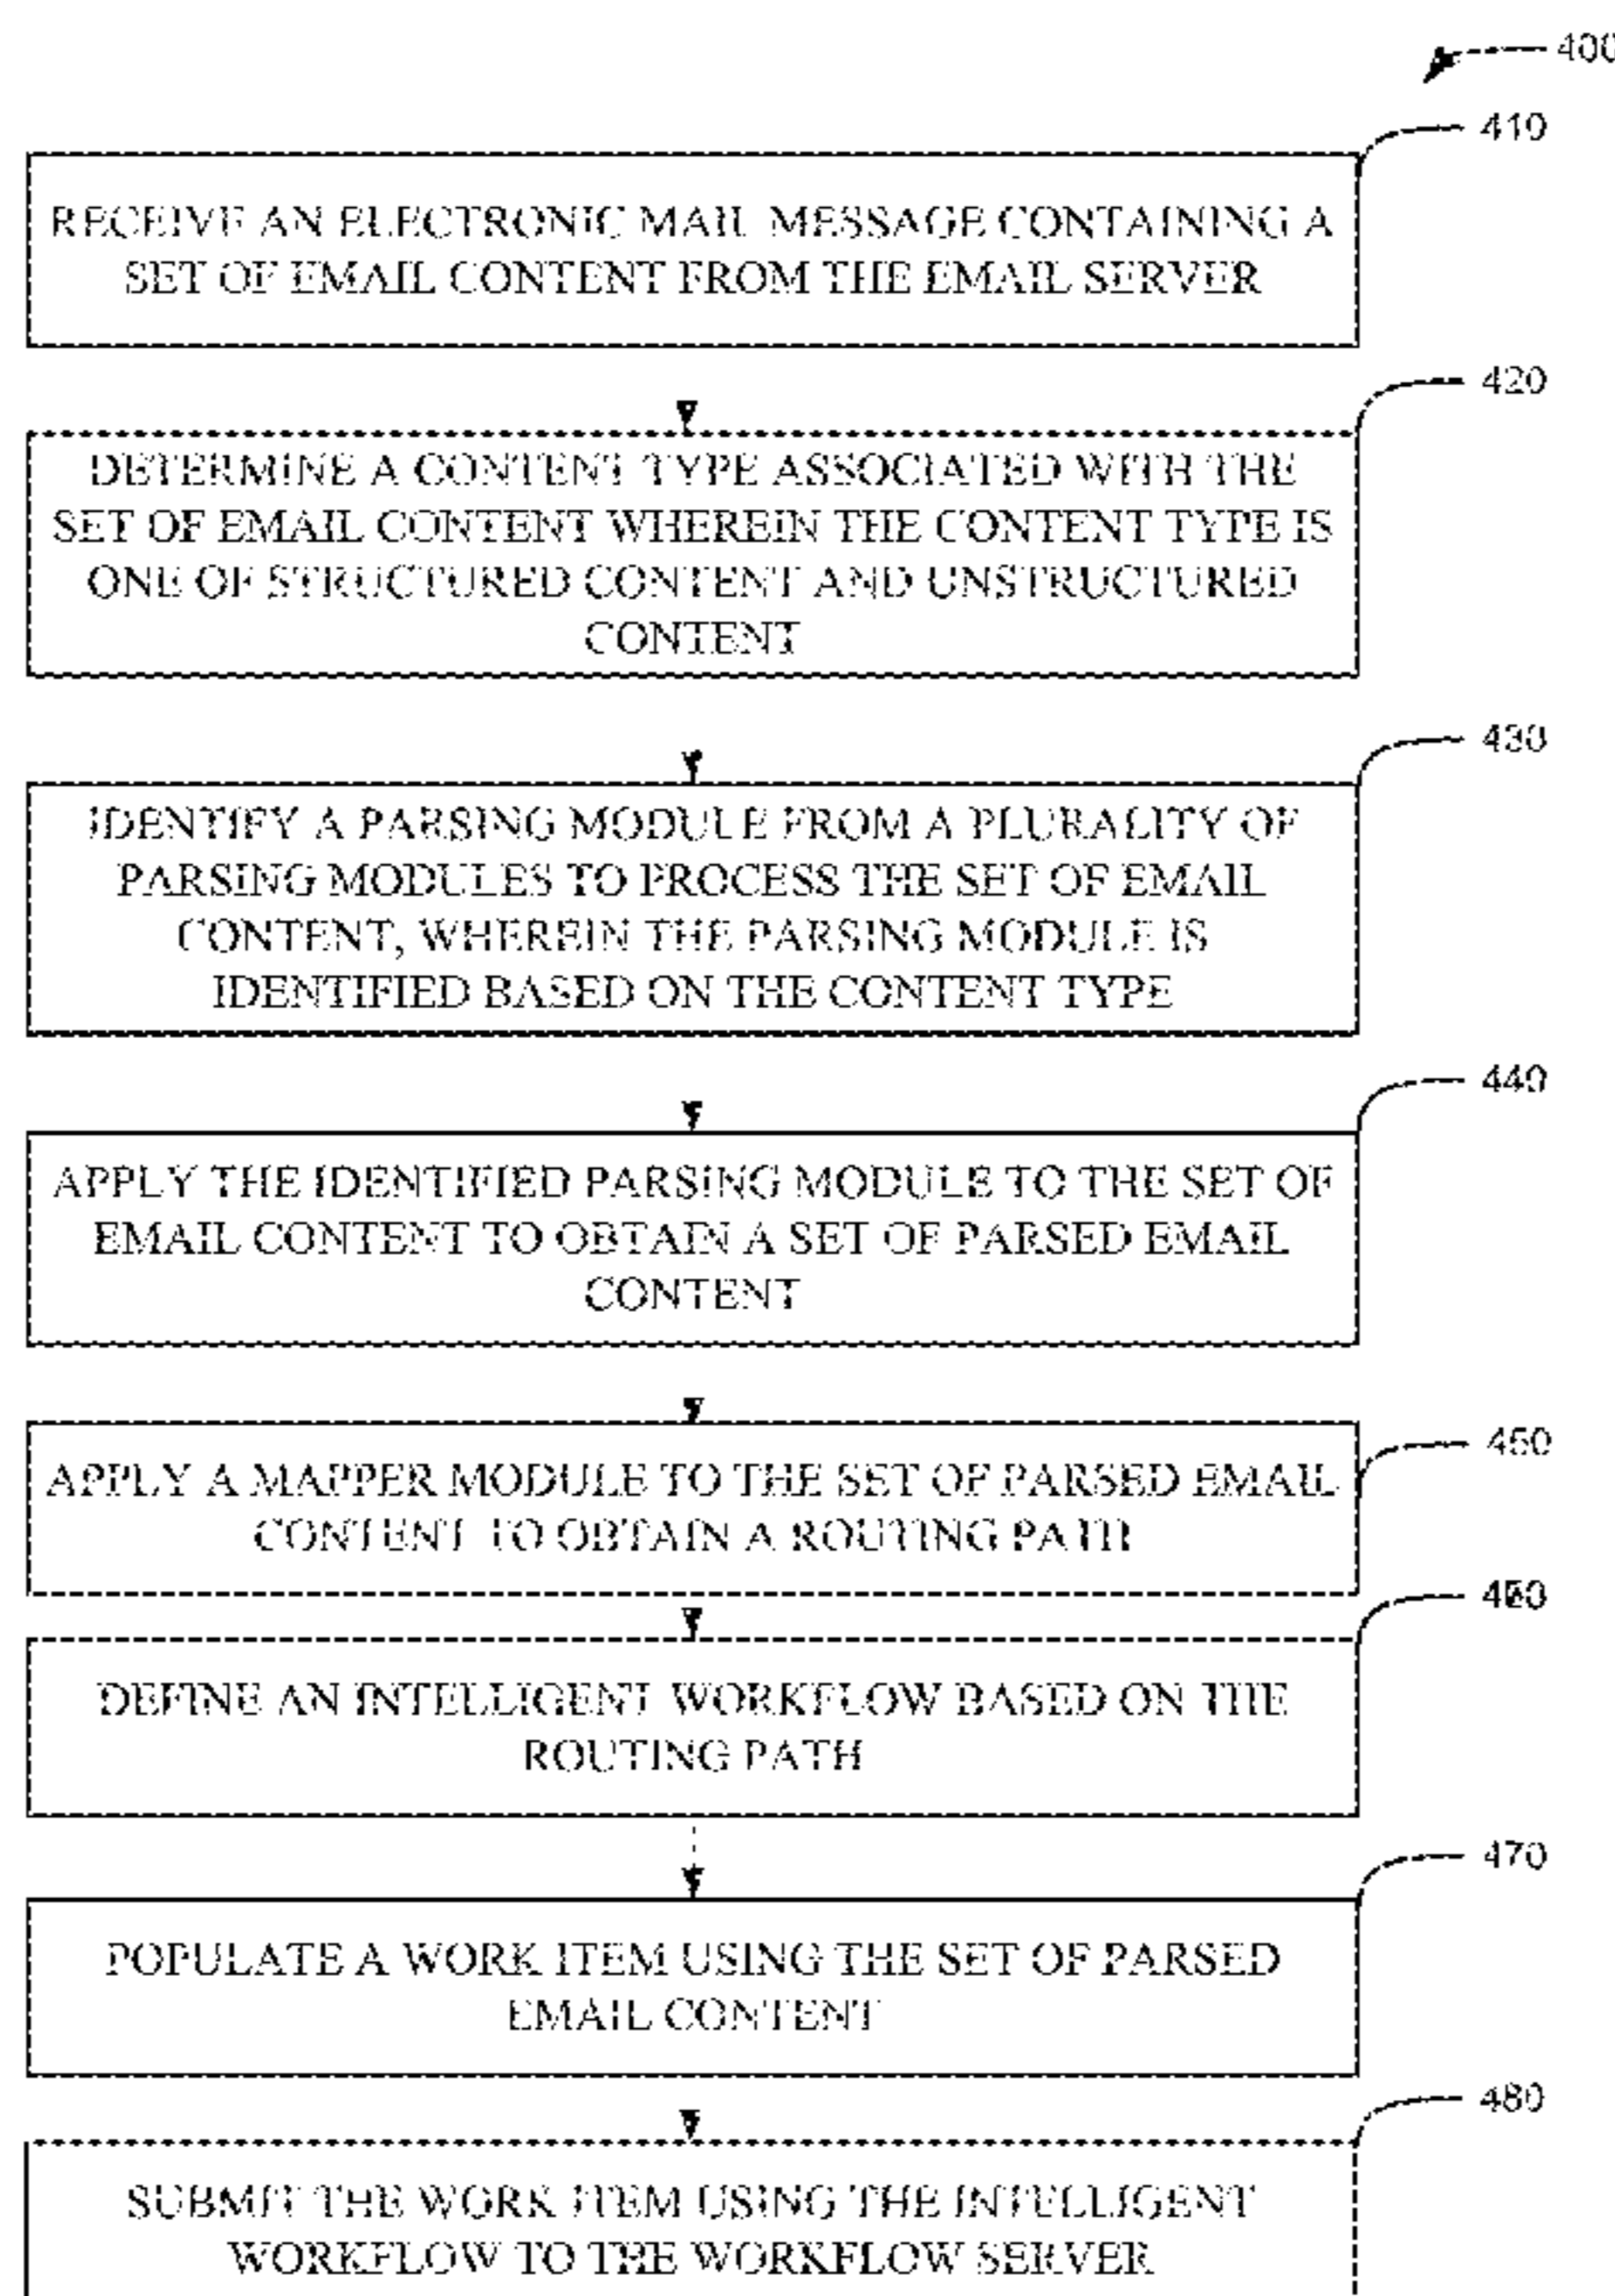 400
410
RECEIVE AN ELECTRONIC MAIL MESSAGE CONTAINING A
SET OF EMAIL CONTENT FROM THE EMAIL SERVER
420
DETERMINE A CONTENT TYPE ASSOCIATED WITH THE
SET OF EMAIL CONTENT WHEREIN THE CONTENT TYPE IS
ONE OF STRUCTURED CONTENT AND UNSTRUCTURED
CONTENT
430
IDENTIFY A PARSING MODULE FROM A PLURALITY OF
PARSING MODULES TO PROCESS THE SET OF EMAIL
CONTENT, WHEREIN THE PARSING MODULE IS
IDENTIFIED BASED ON THE CONTENT TYPE
440
APPLY THE IDENTIFIED PARSING MODULE TO THE SET OF
EMAIL CONTENT TO OBTAIN A SET OF PARSED EMAIL
CONTENT
450
APPLY A MAPPER MODULE TO THE SET OF PARSED EMAIL
CONTENT TO OBTAIN A ROUTING PATH
460
DEFINE AN INTELLIGENT WORKFLOW BASED ON THE
ROUTING PATH
470
POPULATE A WORK ITEM USING THE SET OF PARSED
EMAIL CONTENT
480
SUBMIT THE WORK ITEM USING THE INTELLIGENT
WORKFLOW TO THE WORKFLOW SERVER